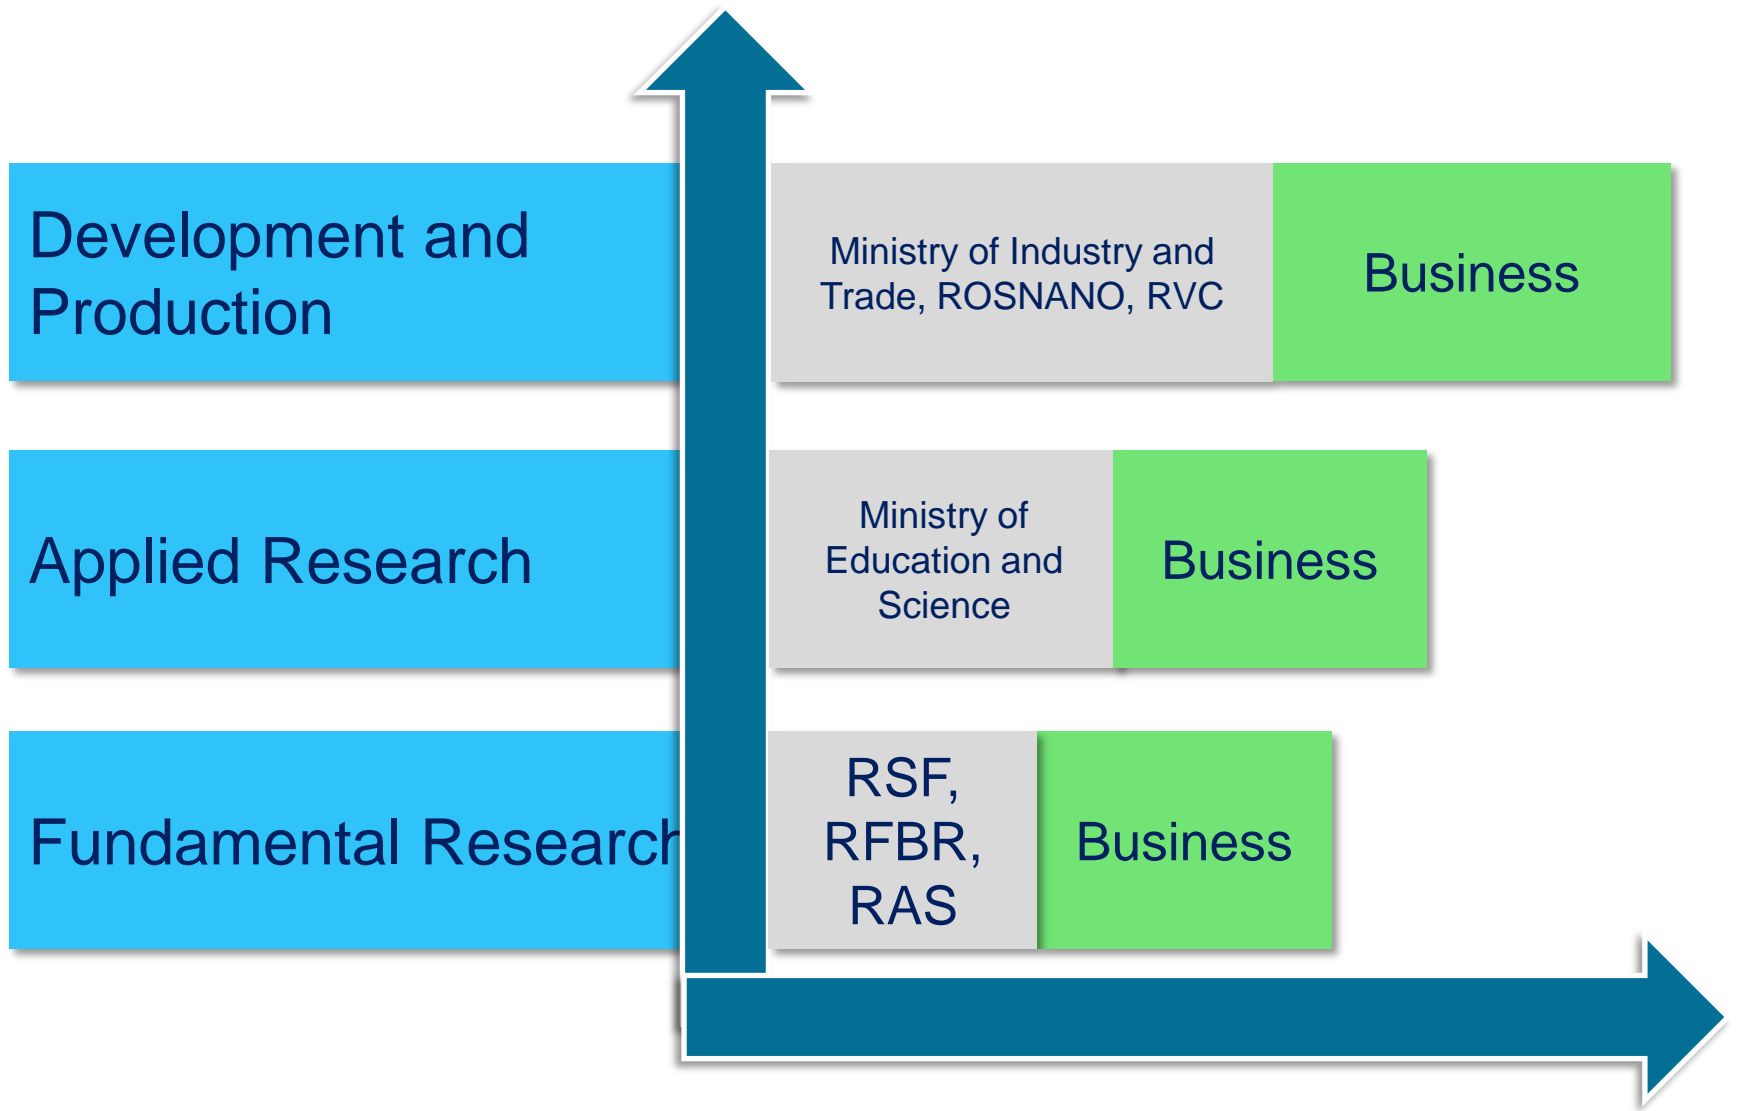 Development and
Production
Ministry of Industry and
Trade, ROSNANO, RVC
Business
Applied Research
Ministry of
Education and
Science
Business
Fundamental Research
RSF,
RFBR,
RAS
Business